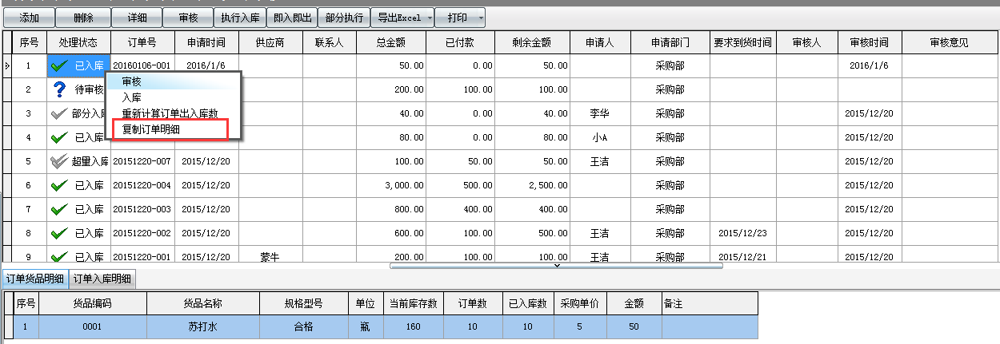 添加 删除 详细 审核 执行入库 即入即出 部分执行 导出Excel 打印
序号 处理状态 订单号 申请时间 供应商 联系人 总金额 已付款 剩余金额 申请人 申请部门 要求到货时间 审核人 审核时间 审核意见
1 已入库 20160106-001 2016/1/6 50.00 0.00 50.00 采购部 2016/1/6
2 待审核 200.00 100.00 100.00 采购部
3 部分入库 40.00 0.00 40.00 李华 采购部 2015/12/20
4 已入库 80.00 0.00 80.00 小A 采购部 2015/12/20
审核
入库
重新计算订单出入库数
复制订单明细
5 超量入库 20151220-007 2015/12/20 100.00 50.00 50.00 王洁 采购部 2015/12/20
6 已入库 20151220-004 2015/12/20 3,000.00 500.00 2,500.00 采购部 2015/12/20
7 已入库 20151220-003 2015/12/20 800.00 400.00 400.00 采购部 2015/12/20
8 已入库 20151220-002 2015/12/20 600.00 100.00 500.00 王洁 采购部 2015/12/23 2015/12/20
9 已入库 20151220-001 2015/12/20 蒙牛 200.00 100.00 100.00 王洁 采购部 2015/12/21 2015/12/20
订单货品明细 订单入库明细
序号 货品编码 货品名称 规格型号 单位 当前库存数 订单数 已入库数 采购单价 金额 备注
1 0001 苏打水 合格 瓶 160 10 10 5 50